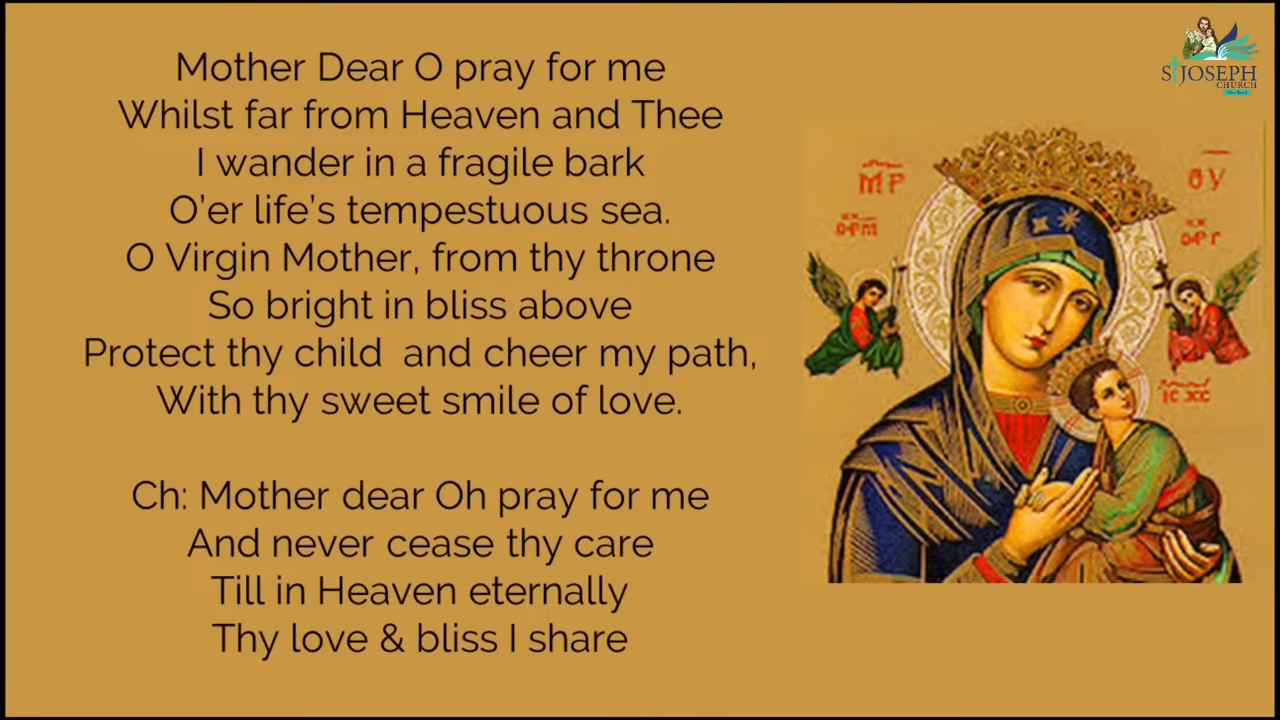 Mother Dear O pray for me
Whilst far from Heaven and Thee
I wander in a fragile bark
O’er life’s tempestuous sea.
O Virgin Mother, from thy throne
So bright in bliss above
Protect thy child  and cheer my path,
With thy sweet smile of love.
Ch: Mother dear Oh pray for me
And never cease thy care
Till in Heaven eternally
Thy love & bliss I share
ST JOSEPH
CHURCH
IC XC